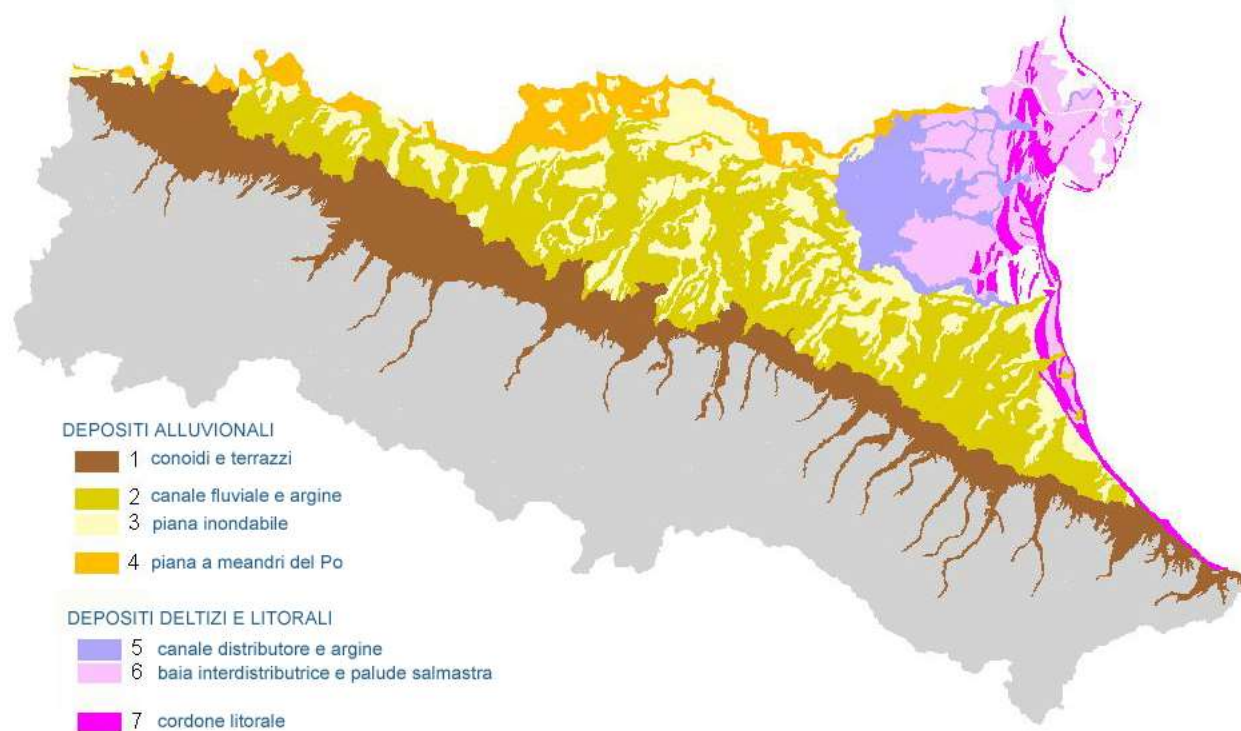 DEPOSITI ALLUVIONALI
1 conoidi e terrazzi
2 canale fluviale e argine
3 piana inondabile
4 piana a meandri del Po
DEPOSITI DELTIZI E LITORALI
5 canale distributore e argine
6 baia interdistributrice e palude salmastra
7 cordone litorale